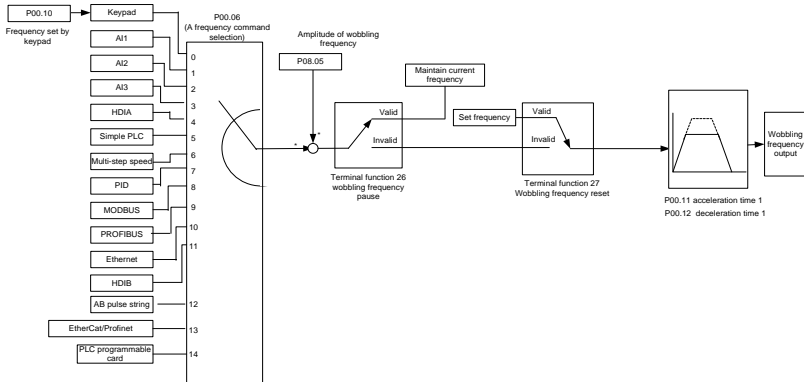 P00.10
Frequency set by
keypad
Keypad
AI1
AI2
AI3
HDIA
Simple PLC
Multi-step speed
PID
MODBUS
PROFIBUS
Ethernet
HDIB
AB pulse string
EtherCat/Profinet
PLC programmable
card
P00.06
(A frequency command
selection)
0
1
2
3
4
5
6
7
8
9
10
11
12
13
14
Amplitude of wobbling
frequency
P08.05
*
*
Maintain current
frequency
Valid
Invalid
Terminal function 26
wobbling frequency
pause
Set frequency
Valid
Invalid
Terminal function 27
Wobbling frequency reset
P00.11 acceleration time 1
P00.12 deceleration time 1
Wobbling
frequency
output